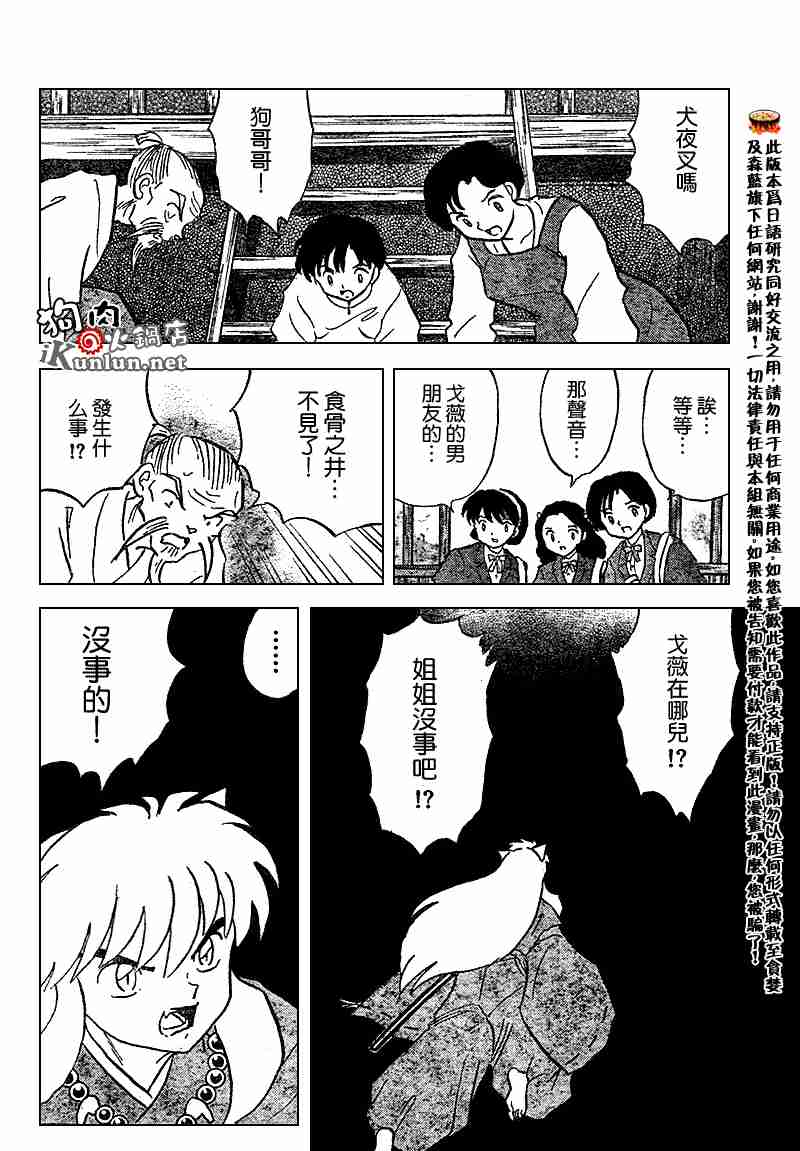 犬夜叉嗎
狗哥哥！
狗肉火鍋店
iKunlun.net
誒…
等等…
那聲音…
戈薇的男
朋友的…
食骨之井…
不見了！
發生什
么事!?
戈薇在哪兒!?
姐姐沒事吧!?
……
沒事的！
此版本爲日語研究同好交流之用，請勿用于任何商業用途。如您喜歡此作品，請支持正版！請勿以任何形式轉載至貪婪
及森藍旗下任何網站，謝謝！一切法律責任與本組無關。如果您被告知需要付款才能看到此漫畫，那麼，您被騙了！